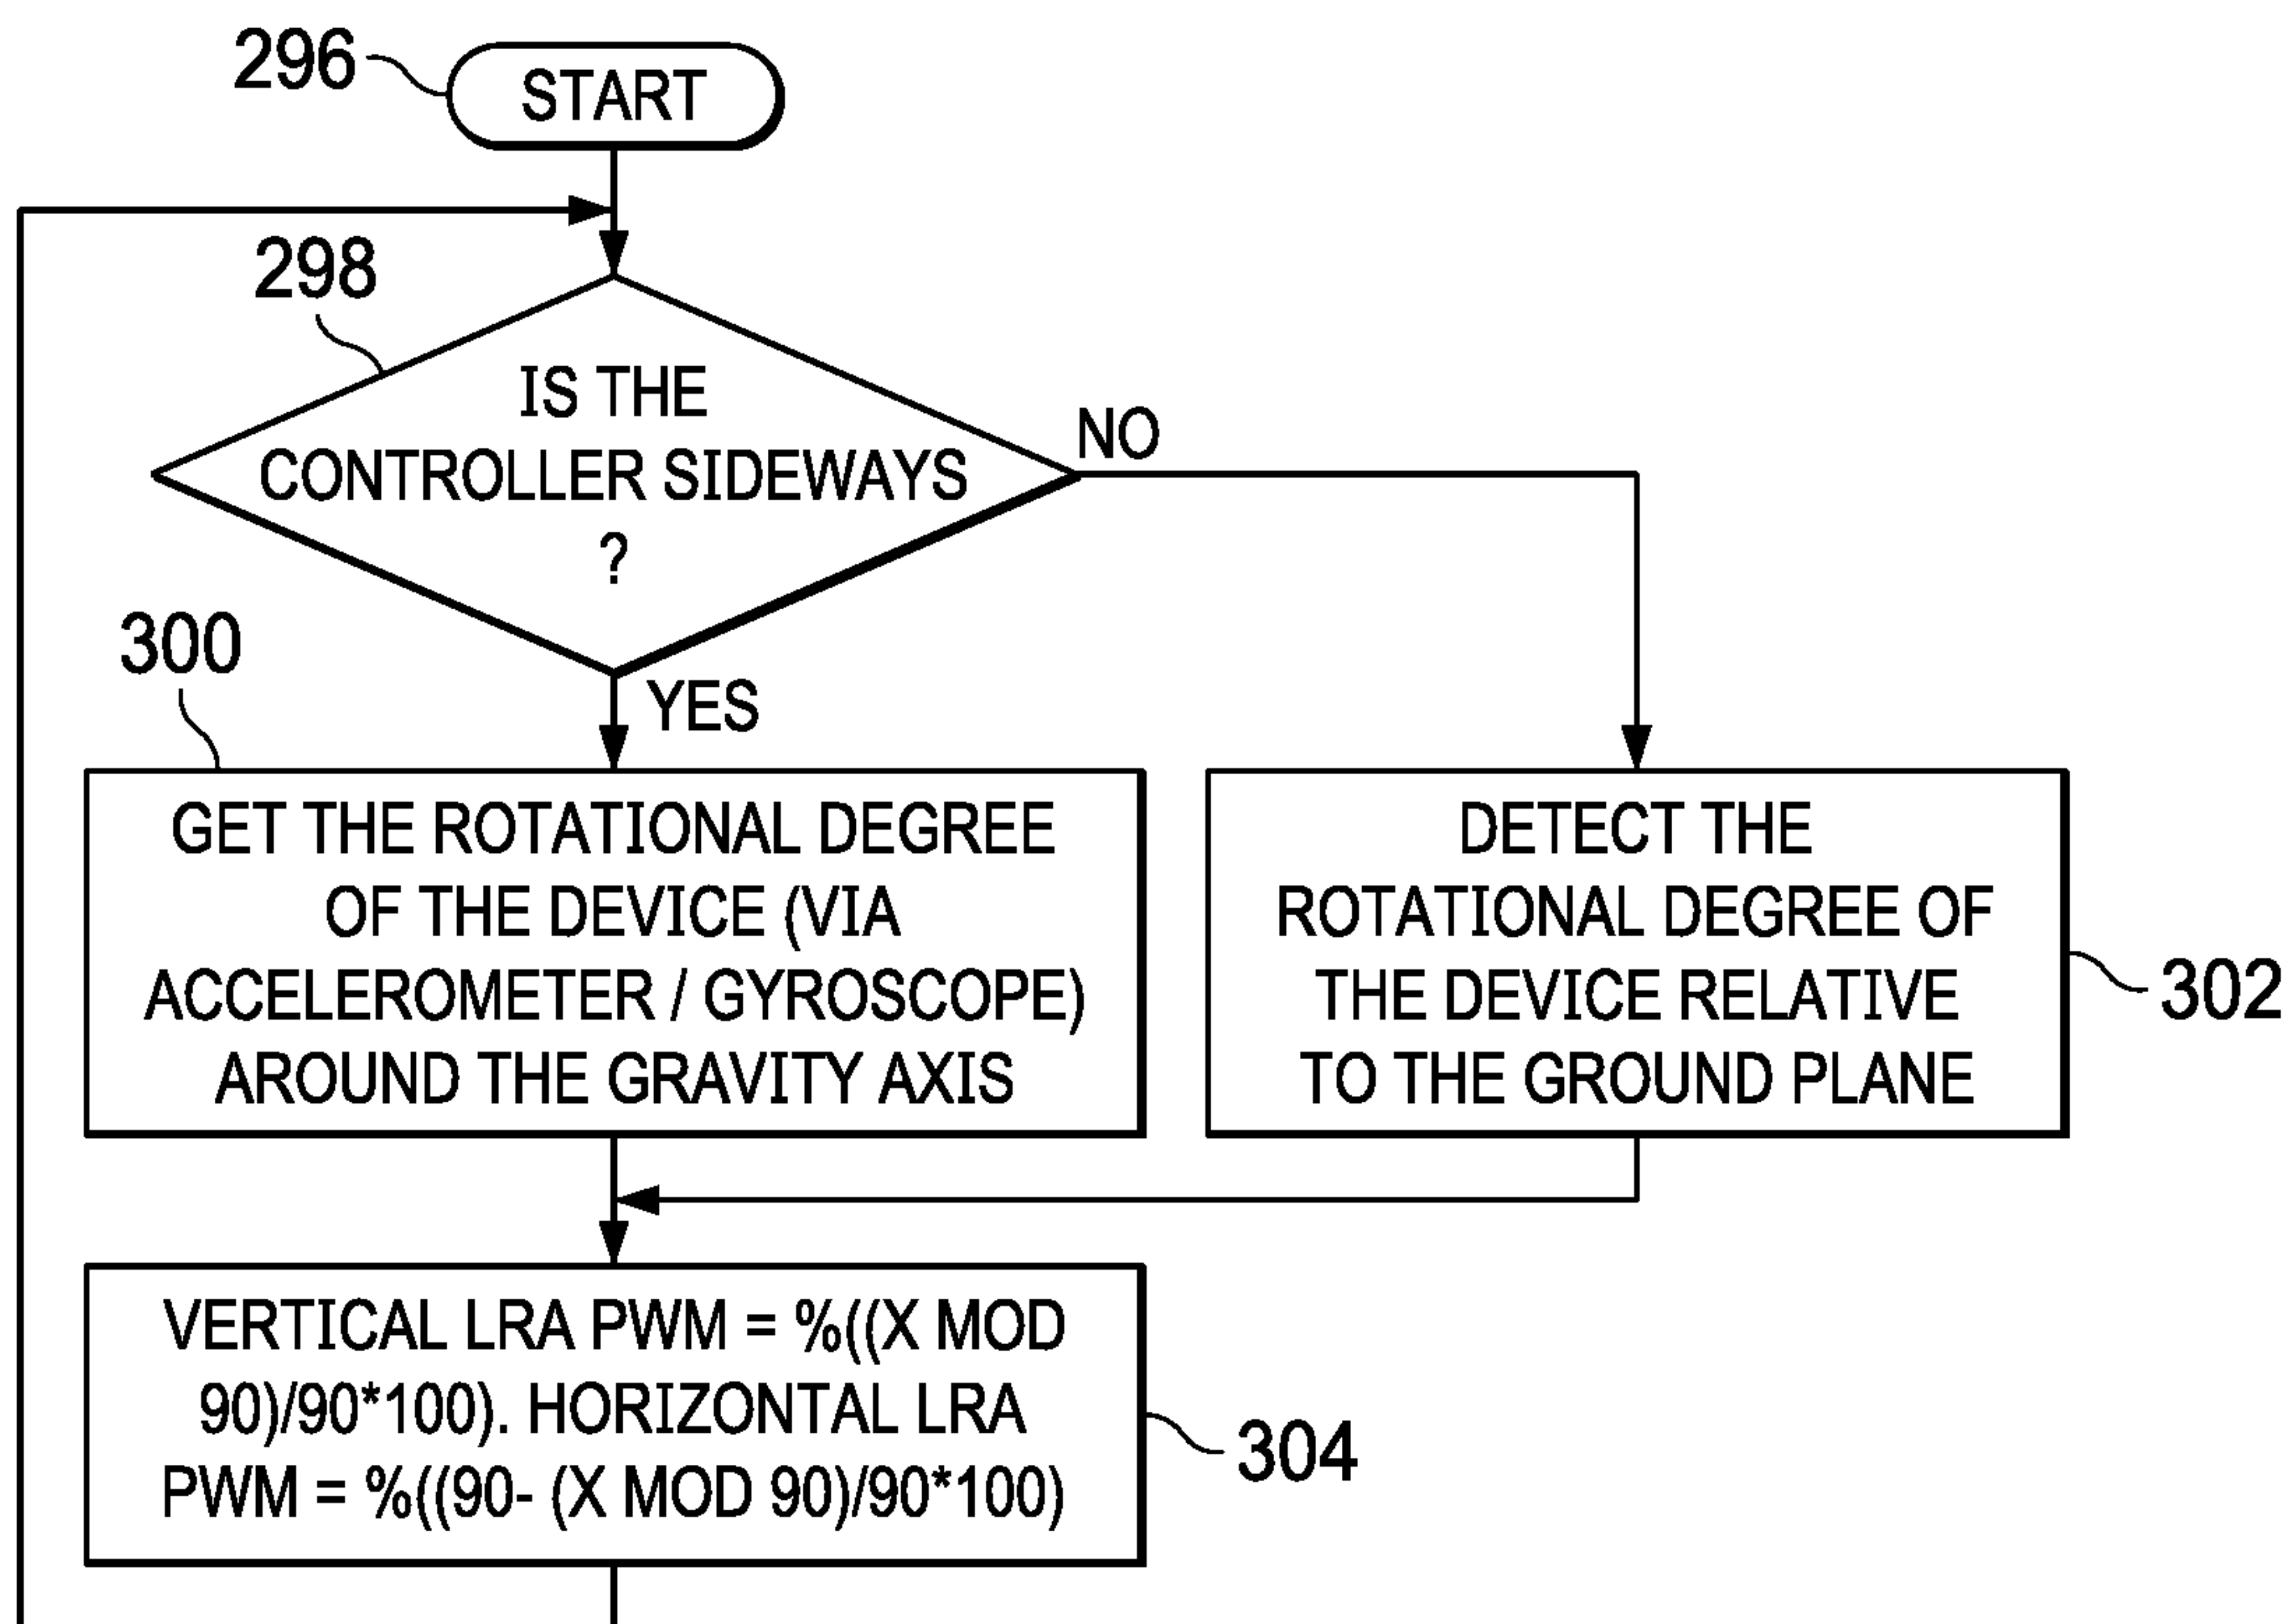 296
START
298
IS THE
CONTROLLER SIDEWAYS
?
NO
YES
300
GET THE ROTATIONAL DEGREE
OF THE DEVICE (VIA
ACCELEROMETER / GYROSCOPE)
AROUND THE GRAVITY AXIS
DETECT THE
ROTATIONAL DEGREE OF
THE DEVICE RELATIVE
TO THE GROUND PLANE
302
VERTICAL LRA PWM = %((X MOD
90)/90*100). HORIZONTAL LRA
PWM = %((90- (X MOD 90)/90*100)
304